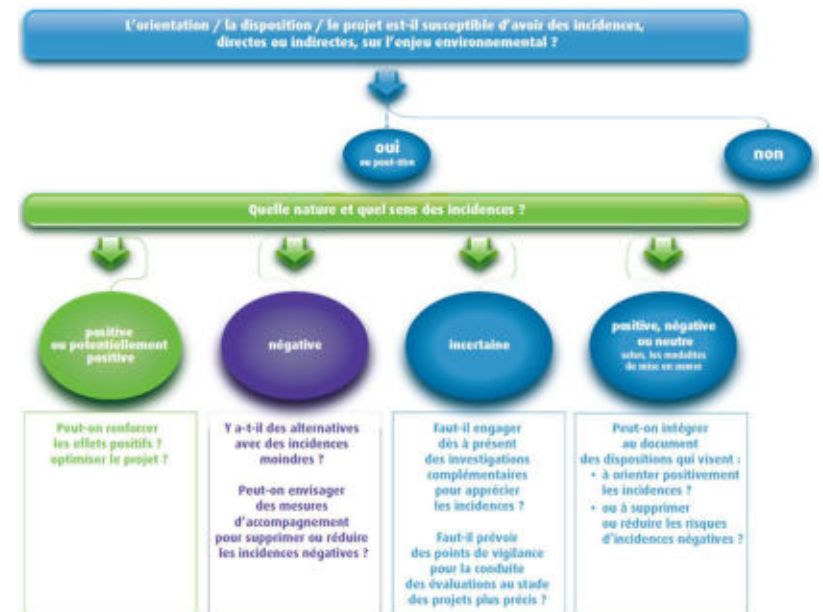 L'orientation / la disposition / le projet est-il susceptible d'avoir des incidences,
directes ou indirectes, sur l'enjeu environnemental ?
oui
ou peut-être
non
Quelle nature et quel sens des incidences ?
positive
ou potentiellement
positive
négative
incertaine
positive, négative
ou neutre
selon, les modalités
de mise en œuvre
Peut-on renforcer
les effets positifs ?
optimiser le projet ?
Y a-t-il des alternatives
avec des incidences
moindres ?
Peut-on envisager
des mesures
d'accompagnement
pour supprimer ou réduire
les incidences négatives ?
Faut-il engager
dès à présent
des investigations
complémentaires
pour apprécier
les incidences ?
Faut-il prévoir
des points de vigilance
pour la conduite
des évaluations au stade
des projets plus précis ?
Peut-on intégrer
au document
des dispositions qui visent :
• à orienter positivement
les incidences ?
• ou à supprimer
ou réduire les risques
d'incidences négatives ?